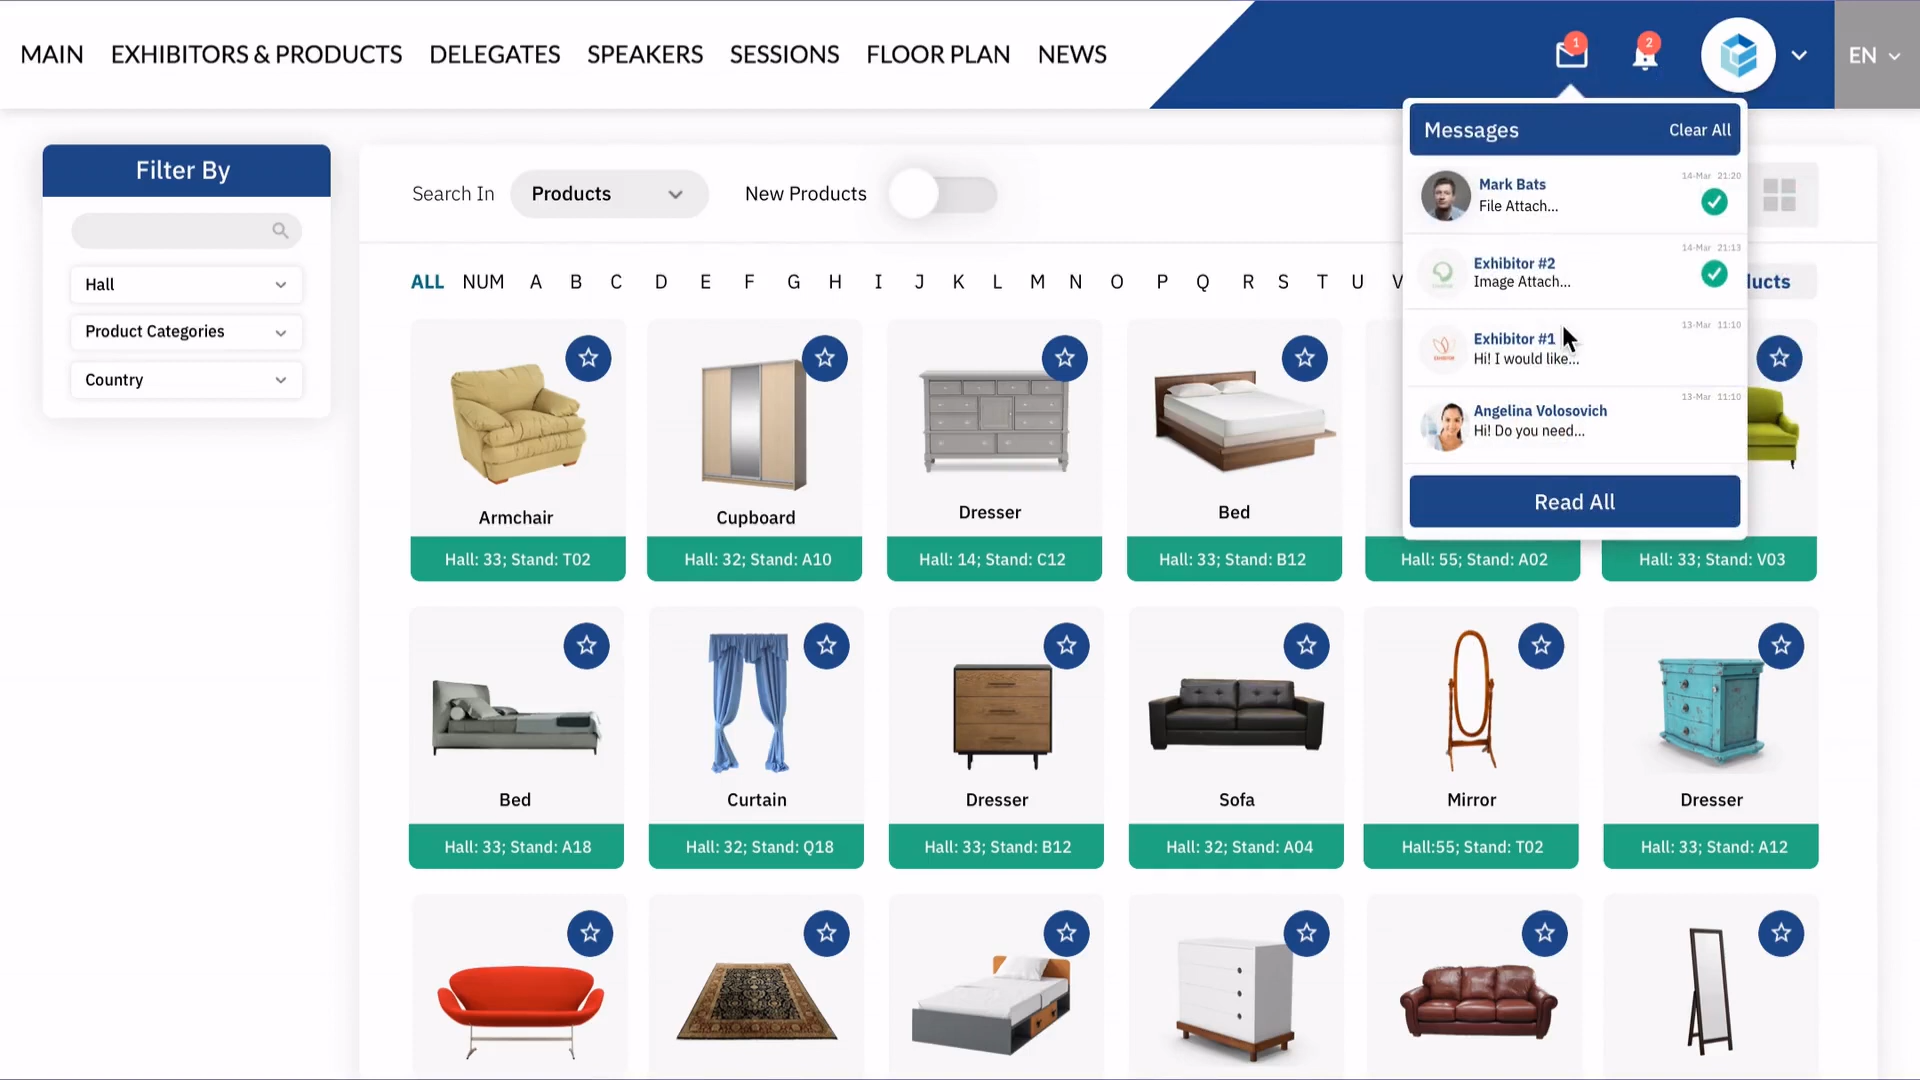 MAIN EXHIBITORS & PRODUCTS DELEGATES SPEAKERS SESSIONS FLOOR PLAN NEWS
1 2 EN
Messages Clear All
Mark Bats 14-Mar 21:20
File Attach...
Exhibitor #2 14-Mar 21:13
Image Attach...
Exhibitor #1 13-Mar 11:10
Hi! I would like...
Angelina Volosovich 13-Mar 11:10
Hi! Do you need...
Read All
Filter By
Hall
Product Categories
Country
Search In Products New Products
ALL NUM A B C D E F G H I J K L M N O P Q R S T U V
Armchair Cupboard Dresser Bed
Hall: 33; Stand: T02 Hall: 32; Stand: A10 Hall: 14; Stand: C12 Hall: 33; Stand: B12 Hall: 55; Stand: A02 Hall: 33; Stand: V03
Bed Curtain Dresser Sofa Mirror Dresser
Hall: 33; Stand: A18 Hall: 32; Stand: Q18 Hall: 33; Stand: B12 Hall: 32; Stand: A04 Hall:55; Stand: T02 Hall: 33; Stand: A12